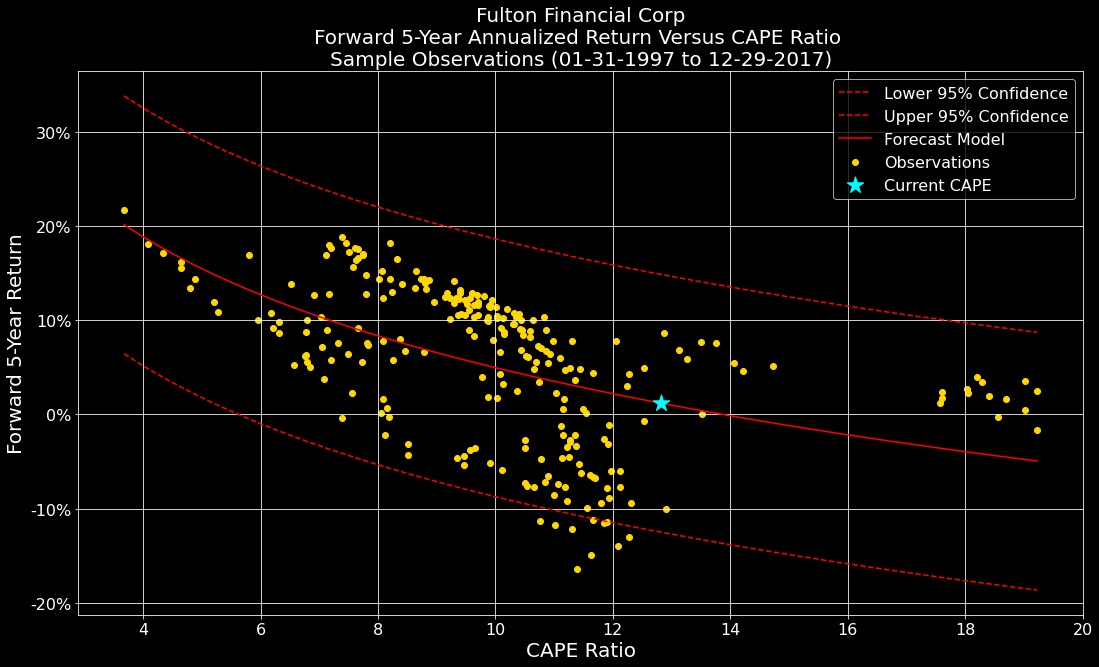 Fulton Financial Corp
Forward 5-Year Annualized Return Versus CAPE Ratio
Sample Observations (01-31-1997 to 12-29-2017)
Lower 95% Confidence
Upper 95% Confidence
Forecast Model
Observations
Current CAPE
Forward 5-Year Return
30%
20%
10%
0%
-10%
-20%
4 6 8 10 12 14 16 18 20
CAPE Ratio